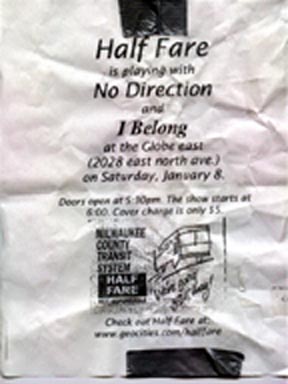 Half Fare
is playing with
No Direction
and
I Belong
at the Globe east
(2028 east north ave.)
on Saturday, January 8.
Doors open at 5:30pm. The show starts at
6:00. Cover charge is only $5.
MILWAUKEE
COUNTY
TRANSIT
SYSTEM
HALF
FARE
Check out Half Fare at:
www.geocities.com/halffare